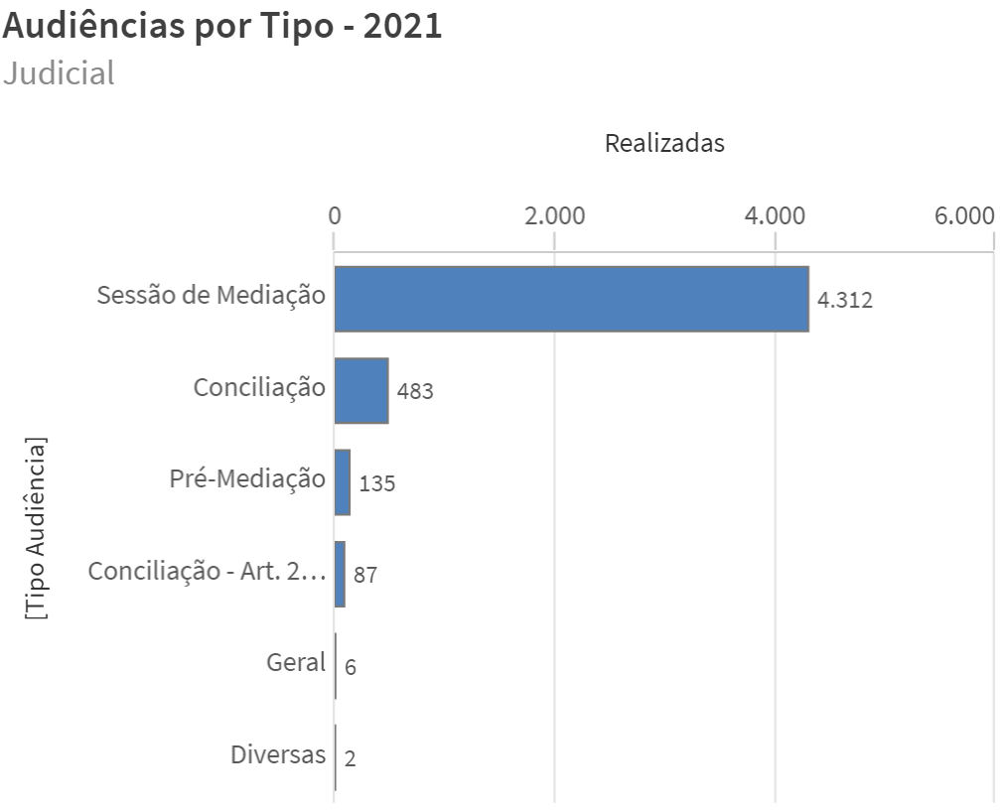 Audiências por Tipo - 2021
Judicial
Realizadas
0 2.000 4.000 6.000
Sessão de Mediação 4.312
Conciliação 483
Pré-Mediação 135
Conciliação - Art. 2… 87
Geral 6
Diversas 2
[Tipo Audiência]